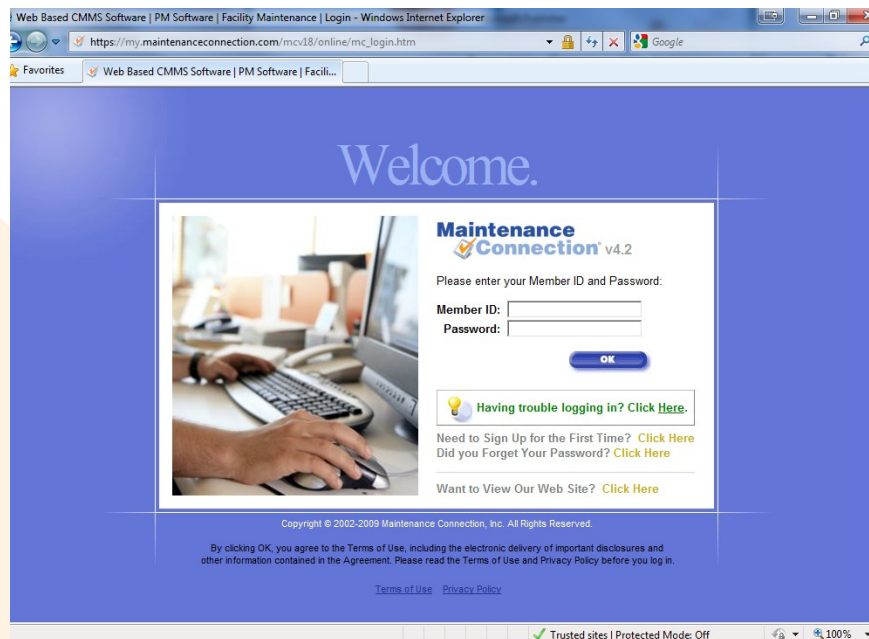 Web Based CMMS Software | PM Software | Facility Maintenance | Login - Windows Internet Explorer
https://my.maintenanceconnection.com/mcv18/online/mc_login.htm
Google
Favorites
Web Based CMMS Software | PM Software | Facili...
Welcome.
Maintenance
Connection v4.2
Please enter your Member ID and Password:
Member ID:
Password:
OK
Having trouble logging in? Click Here.
Need to Sign Up for the First Time? Click Here
Did you Forget Your Password? Click Here
Want to View Our Web Site? Click Here
Copyright © 2002-2009 Maintenance Connection, Inc. All Rights Reserved.
By clicking OK, you agree to the Terms of Use, including the electronic delivery of important disclosures and
other information contained in the Agreement. Please read the Terms of Use and Privacy Policy before you log in.
Terms of Use Privacy Policy
Trusted sites | Protected Mode: Off 100%